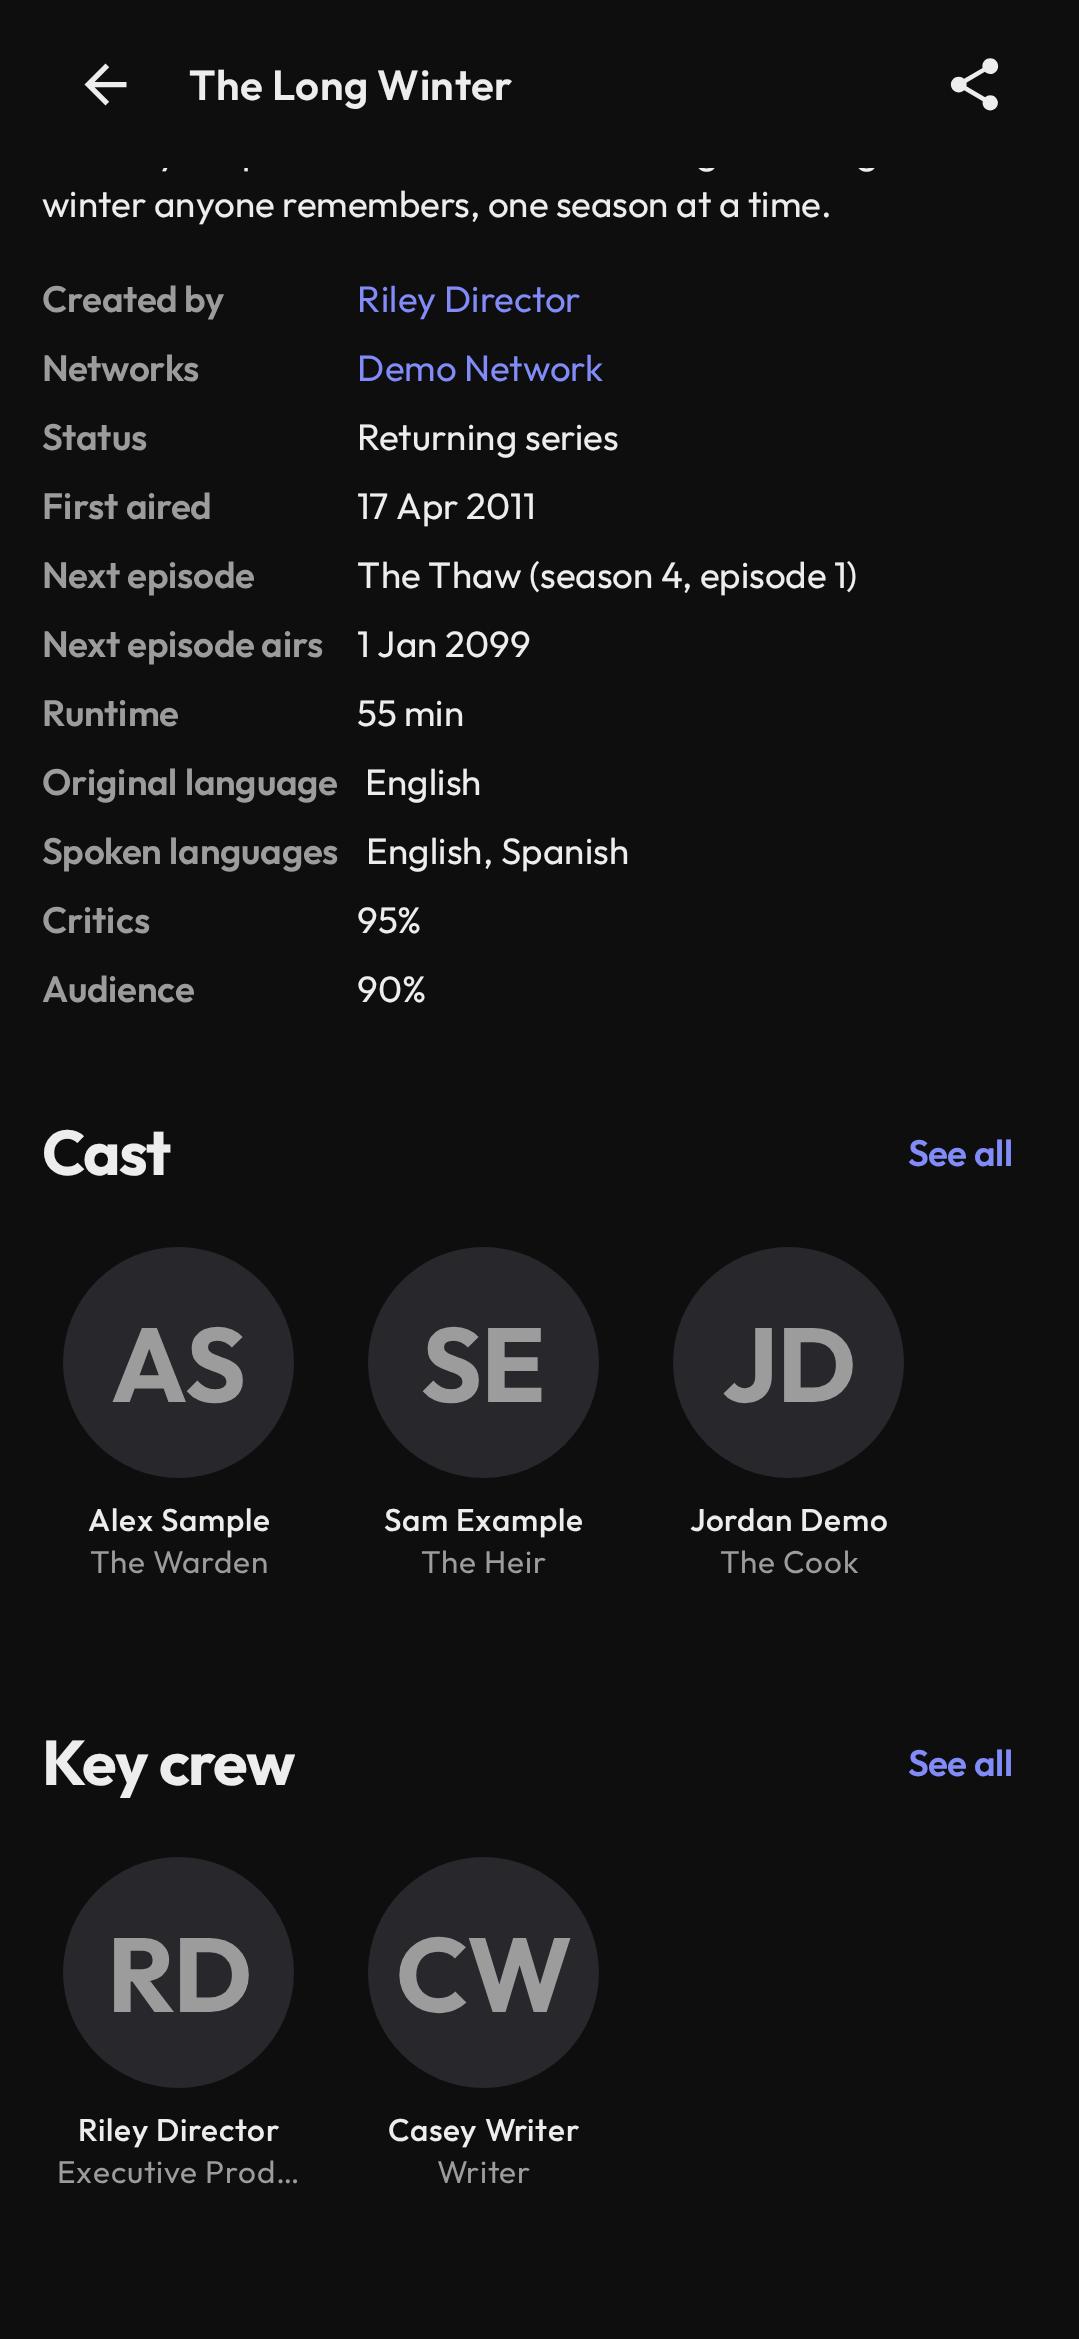 The Long Winter
winter anyone remembers, one season at a time.
Created by Riley Director
Networks Demo Network
Status Returning series
First aired 17 Apr 2011
Next episode The Thaw (season 4, episode 1)
Next episode airs 1 Jan 2099
Runtime 55 min
Original language English
Spoken languages English, Spanish
Critics 95%
Audience 90%
Cast See all
AS SE JD
Alex Sample Sam Example Jordan Demo
The Warden The Heir The Cook
Key crew See all
RD CW
Riley Director Casey Writer
Executive Prod... Writer